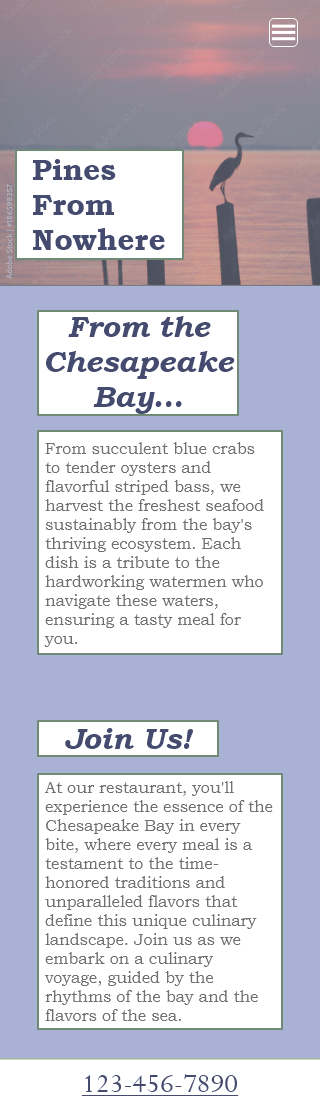 Pines
From
Nowhere
Adobe Stock | #186598357
From the
Chesapeake
Bay...
From succulent blue crabs
to tender oysters and
flavorful striped bass, we
harvest the freshest seafood
sustainably from the bay's
thriving ecosystem. Each
dish is a tribute to the
hardworking watermen who
navigate these waters,
ensuring a tasty meal for
you.
Join Us!
At our restaurant, you'll
experience the essence of the
Chesapeake Bay in every
bite, where every meal is a
testament to the time-
honored traditions and
unparalleled flavors that
define this unique culinary
landscape. Join us as we
embark on a culinary
voyage, guided by the
rhythms of the bay and the
flavors of the sea.
123-456-7890